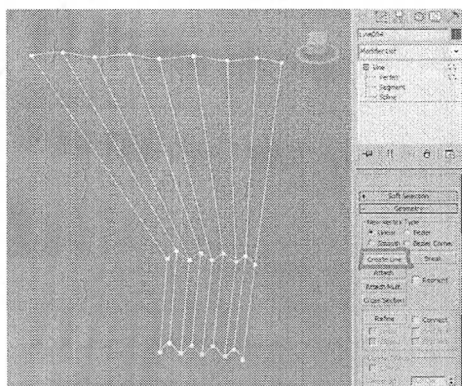 Line004
Modifier List
Line
Vertex
Segment
Spline
Soft Selection
Geometry
New Vertex Type
Linear
Bezier
Smooth
Bezier Corner
Create Line
Break
Attach
Attach Mult.
Reorient
Cross Section
Refine
Connect